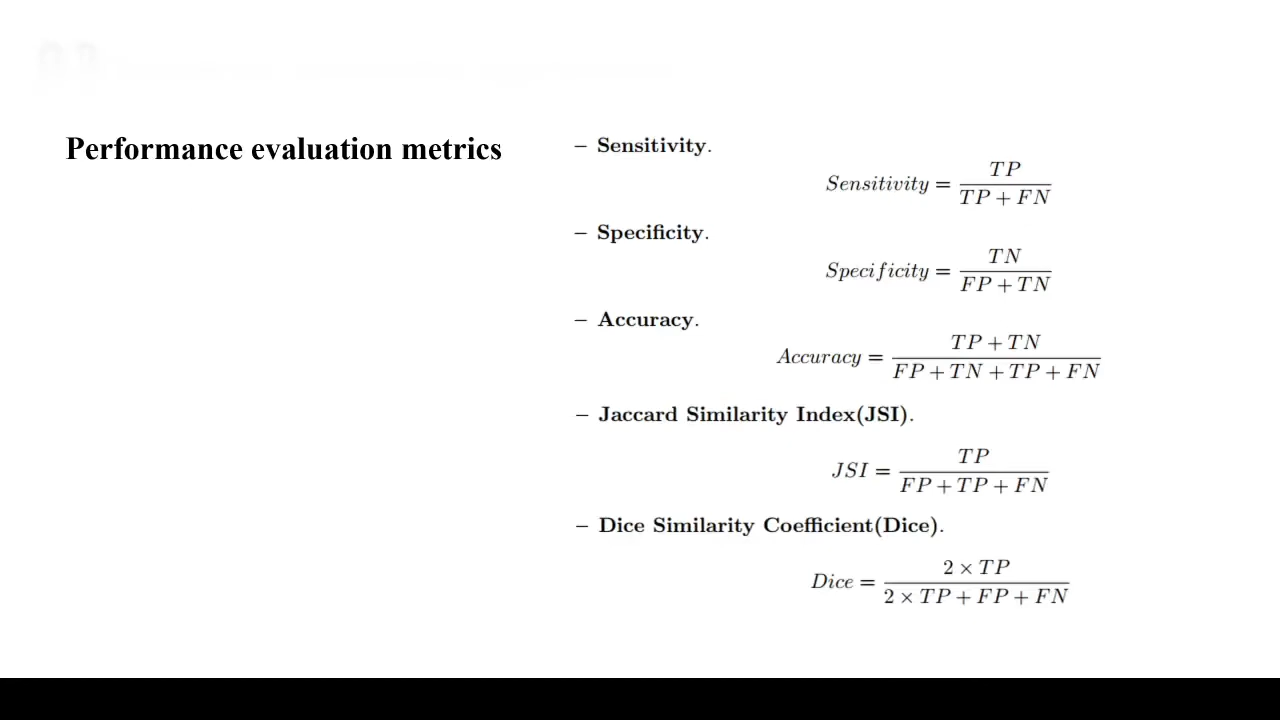 Performance evaluation metrics
– Sensitivity.
Sensitivity = TP / TP + FN
– Specificity.
Specificity = TN / FP + TN
– Accuracy.
Accuracy = TP + TN / FP + TN + TP + FN
– Jaccard Similarity Index(JSI).
JSI = TP / FP + TP + FN
– Dice Similarity Coefficient(Dice).
Dice = 2 × TP / 2 × TP + FP + FN